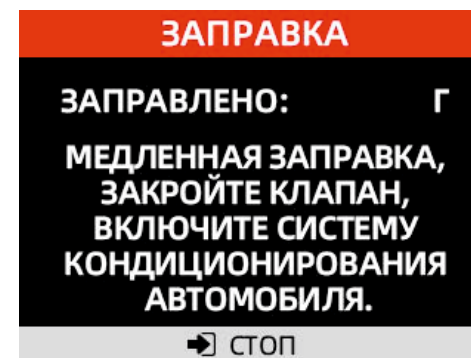 ЗАПРАВКА
ЗАПРАВЛЕНО: Г
МЕДЛЕННАЯ ЗАПРАВКА,
ЗАКРОЙТЕ КЛАПАН,
ВКЛЮЧИТЕ СИСТЕМУ
КОНДИЦИОНИРОВАНИЯ
АВТОМОБИЛЯ.
СТОП